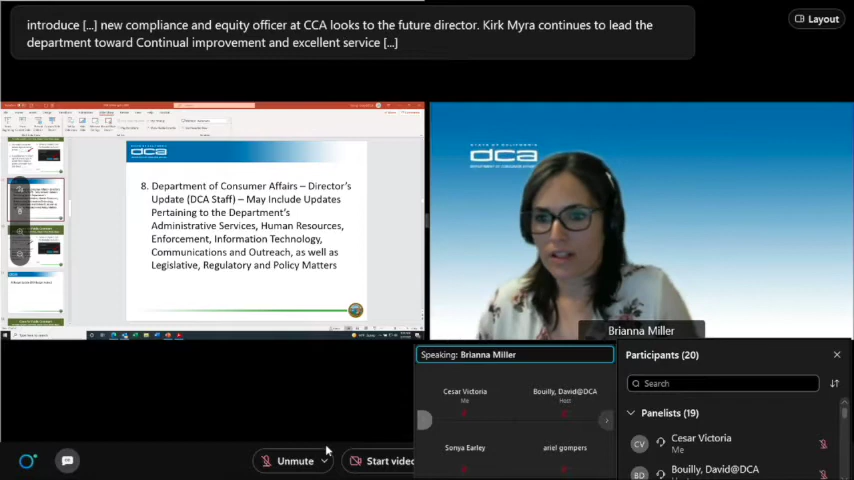 introduce [...] new compliance and equity officer at CCA looks to the future director. Kirk Myra continues to lead the
department toward Continual improvement and excellent service [...]
Layout
dca
8. Department of Consumer Affairs – Director's
Update (DCA Staff) – May Include Updates
Pertaining to the Department's
Administrative Services, Human Resources,
Enforcement, Information Technology,
Communications and Outreach, as well as
Legislative, Regulatory and Policy Matters
STATE OF CALIFORNIA
dca
Brianna Miller
Speaking: Brianna Miller
Cesar Victoria
Me
Bouilly, David@DCA
Host
Sonya Earley
ariel gompers
Participants (20)
Search
Panelists (19)
CV
Cesar Victoria
Me
BD
Bouilly, David@DCA
Unmute
Start video